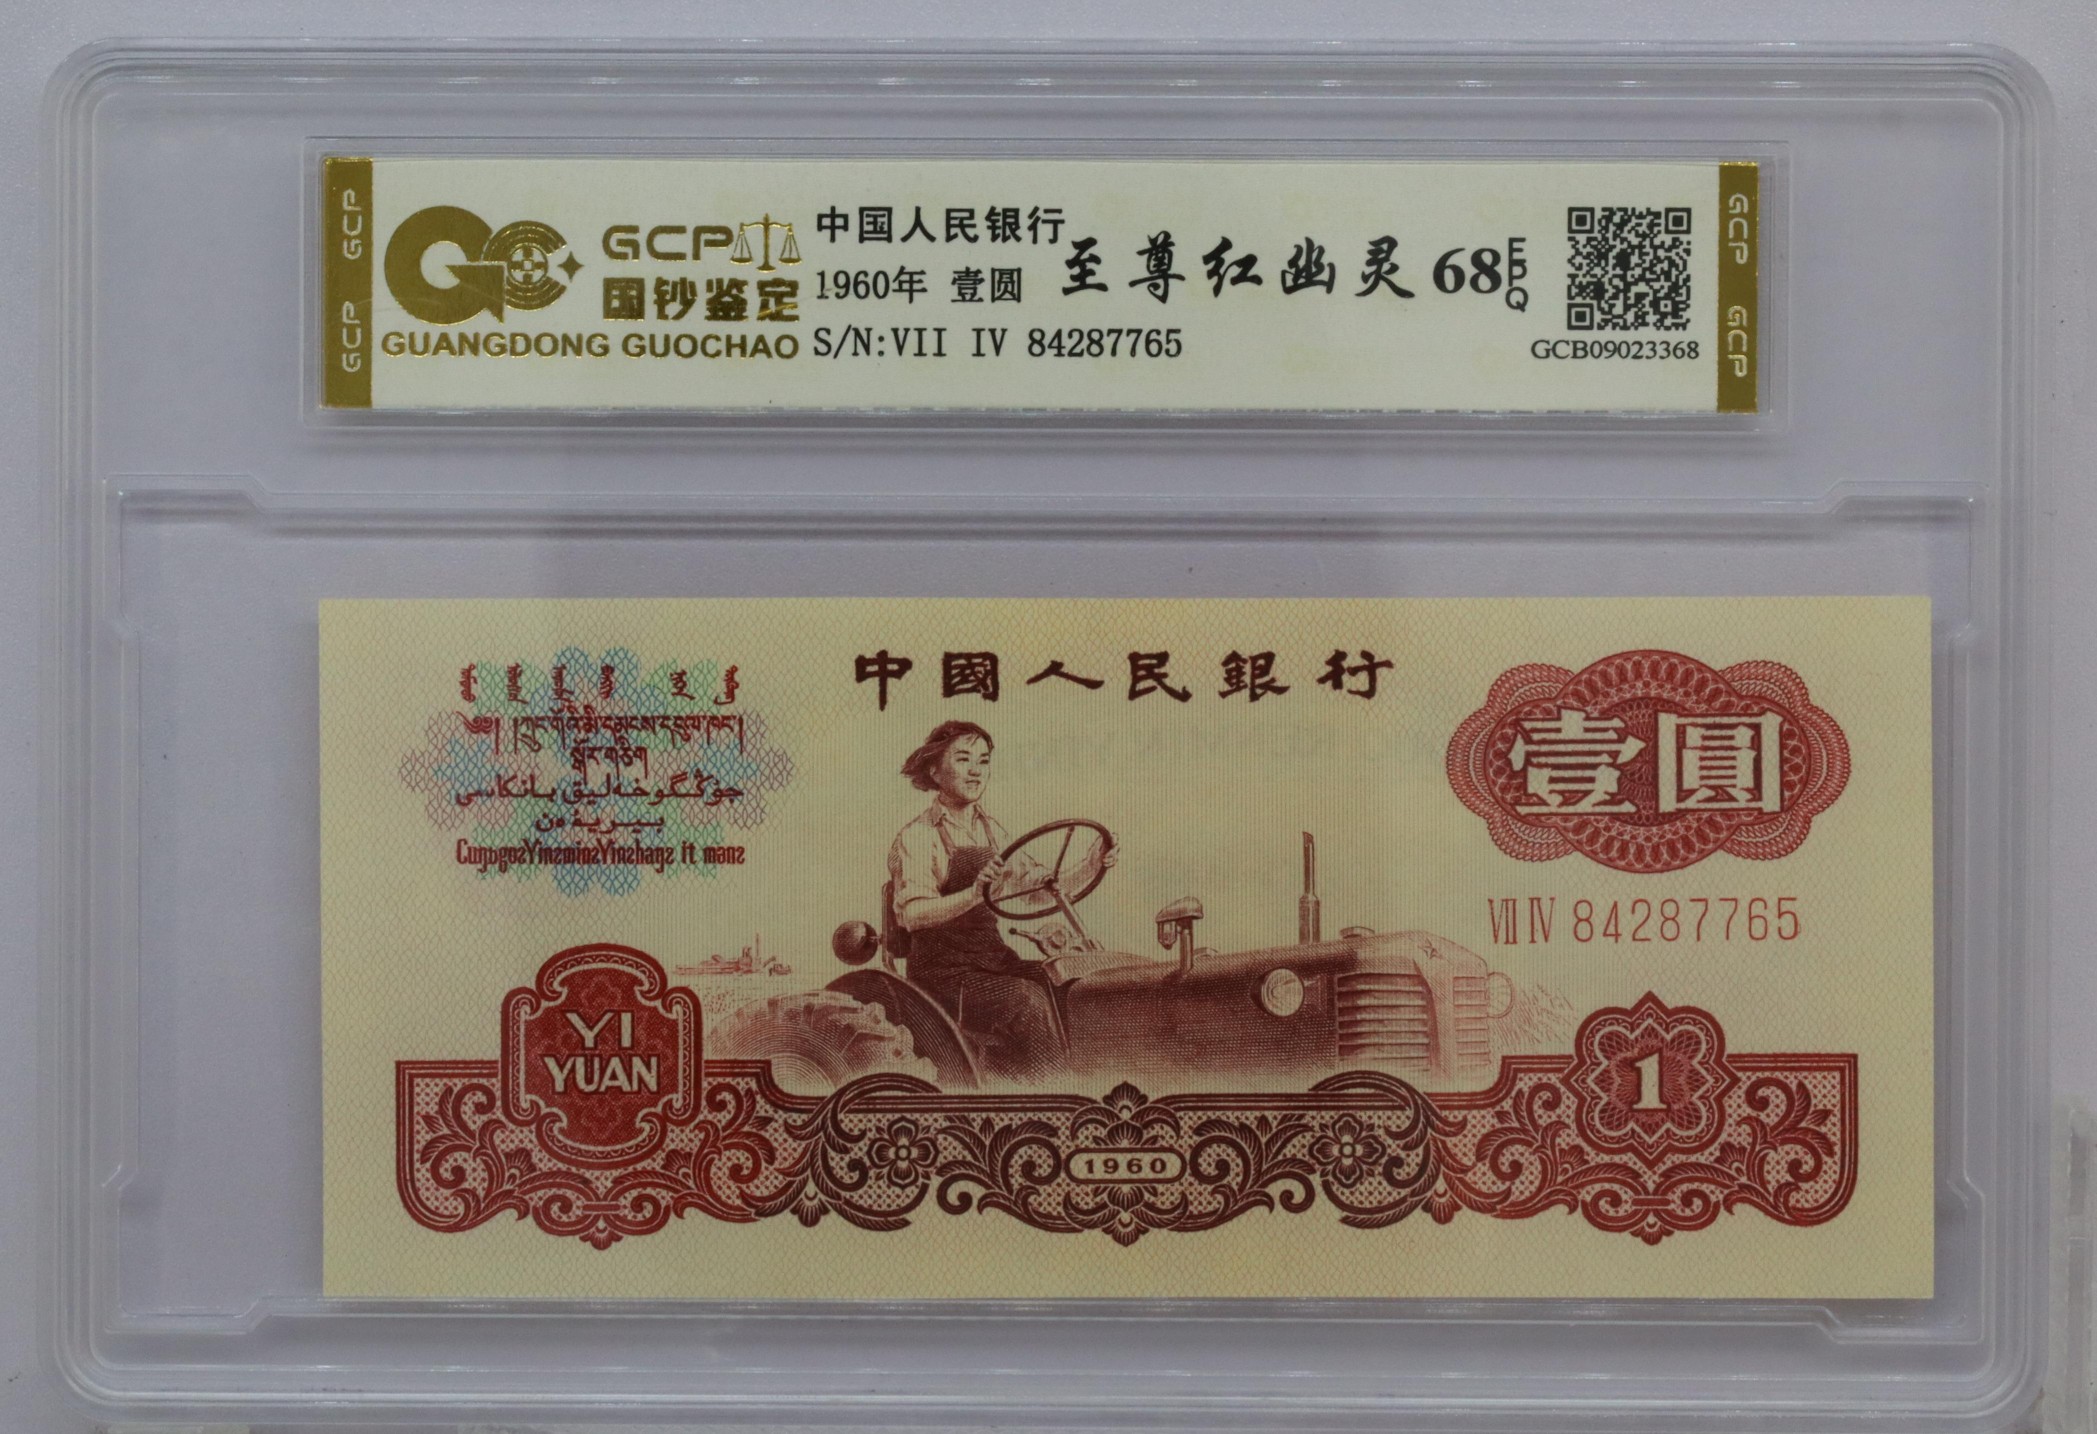 GCP GCP
GCP
国钞鉴定
GUANGDONG GUOCHAO
中国人民银行
1960年 壹圆
S/N:VII IV 84287765
至尊红幽灵 68 EPQ
GCB09023368
GCP GCP
中國人民銀行
壹圓
VII IV 84287765
YI
YUAN
1960
1